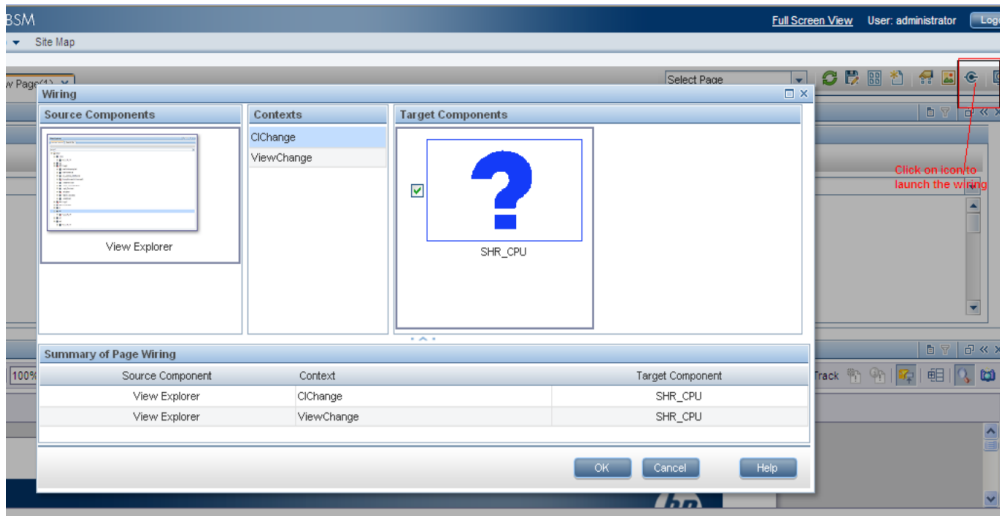 BSM
Full Screen View User: administrator
Site Map
Select Page
Wiring
Source Components Contexts Target Components
CIChange
ViewChange
View Explorer
SHR_CPU
Click on icon to
launch the wiring
Summary of Page Wiring
Source Component Context Target Component
View Explorer CIChange SHR_CPU
View Explorer ViewChange SHR_CPU
100%
Track
OK Cancel Help
hp